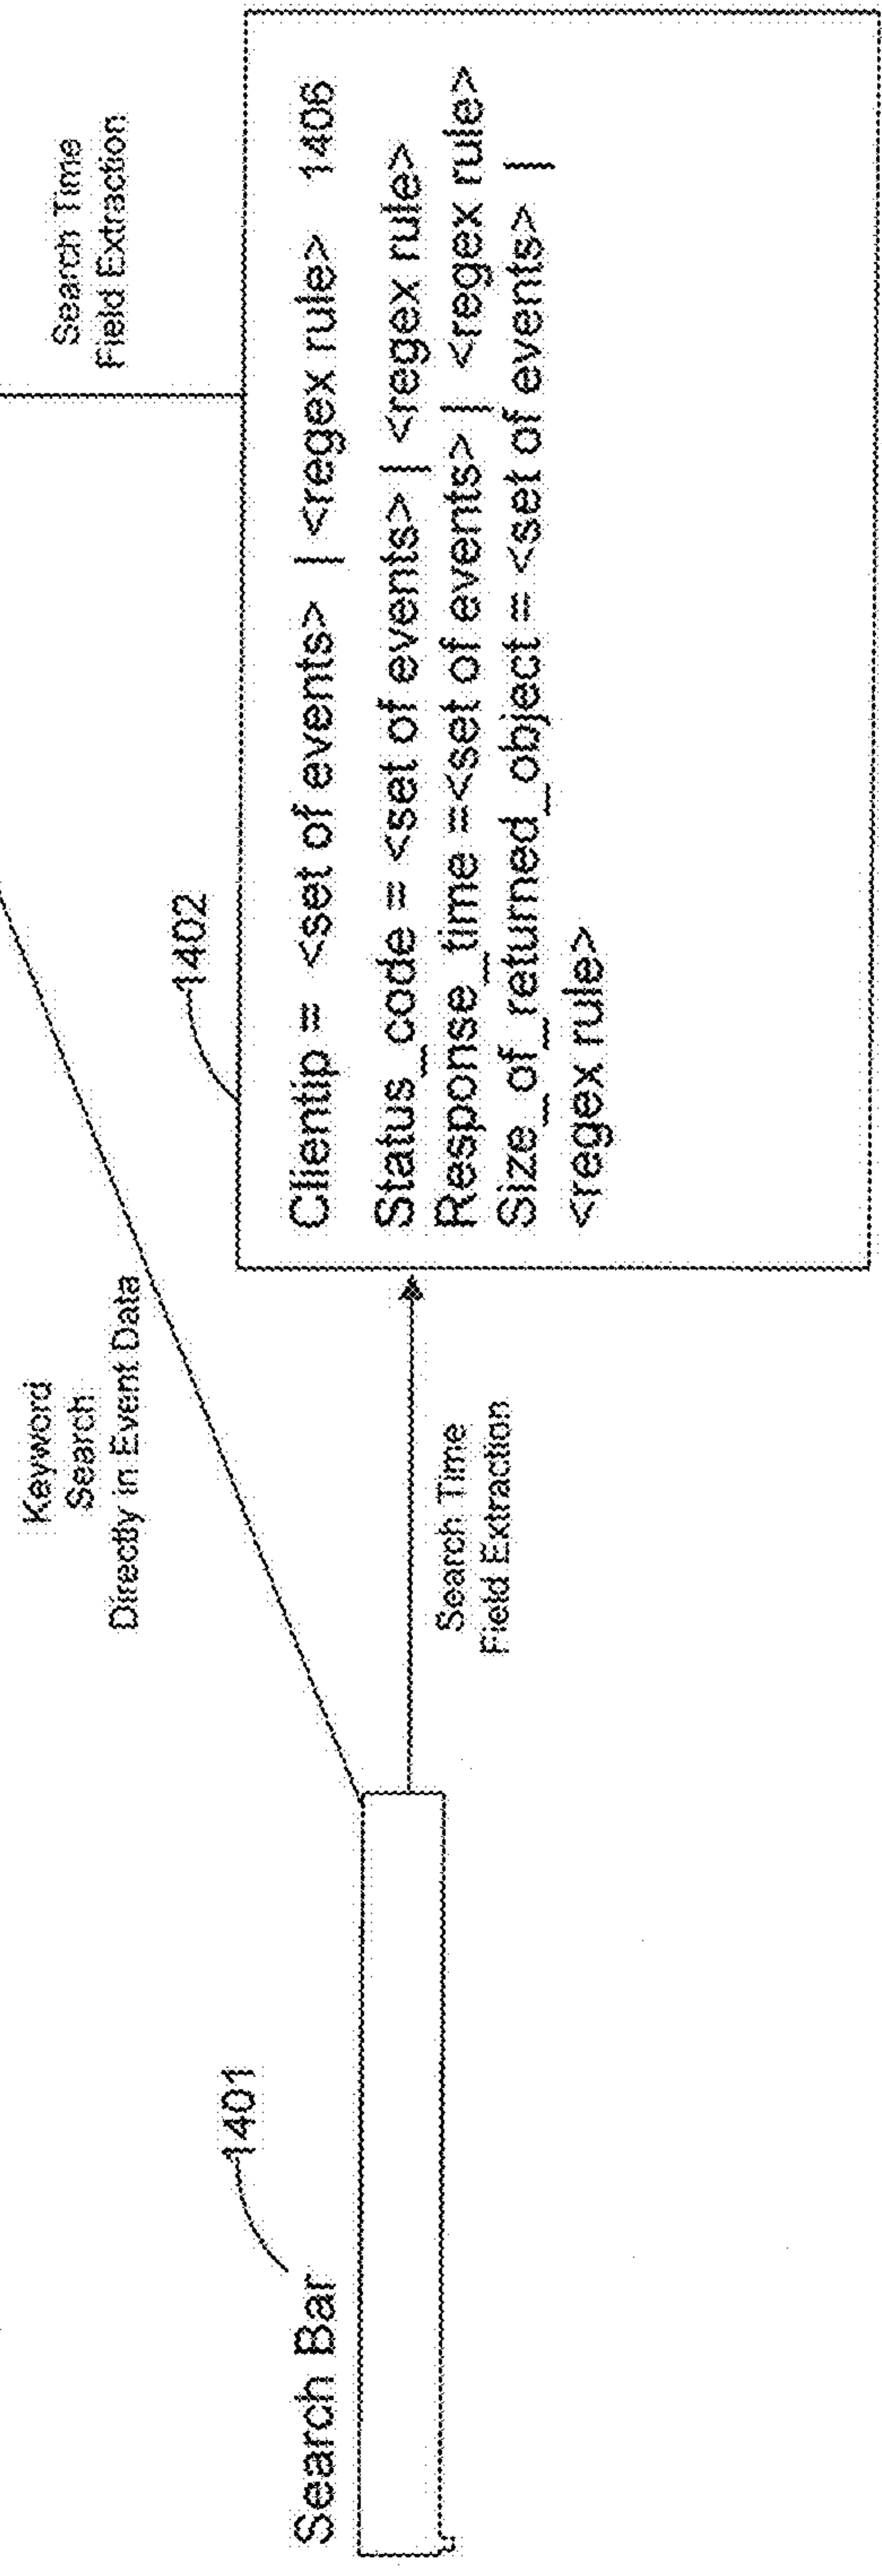 Search Bar
1401
Keyword
Search
Directly in Event Data
Search Time
Field Extraction
Search Time
Field Extraction
1402
Clientip = <set of events> | <regex rule> 1406
Status_code = <set of events> | <regex rule>
Response_time =<set of events> | <regex rule>
Size_of_returned_object = <set of events> |
<regex rule>